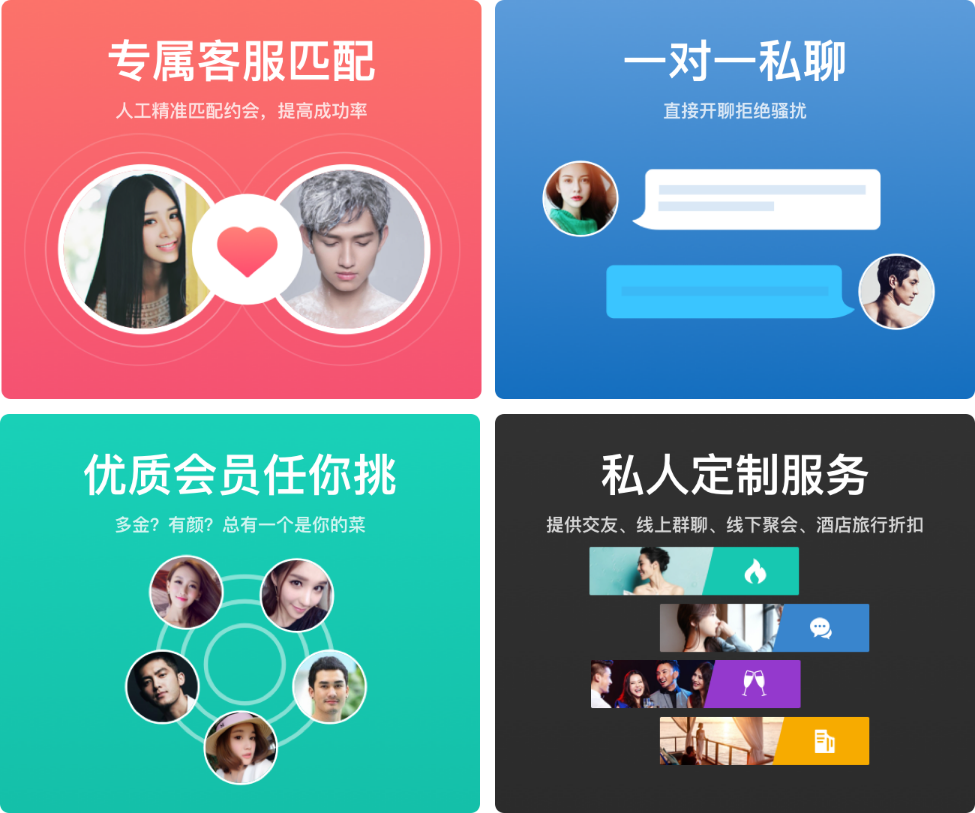 专属客服匹配
人工精准匹配约会，提高成功率
一对一私聊
直接开聊拒绝骚扰
优质会员任你挑
多金？有颜？总有一个是你的菜
私人定制服务
提供交友、线上群聊、线下聚会、酒店旅行折扣